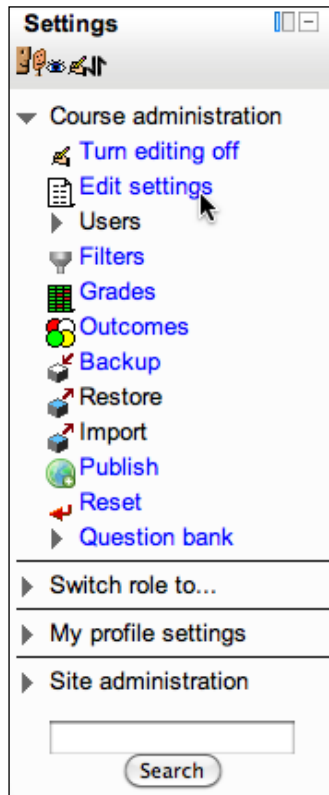 Settings
Course administration
Turn editing off
Edit settings
Users
Filters
Grades
Outcomes
Backup
Restore
Import
Publish
Reset
Question bank
Switch role to...
My profile settings
Site administration
Search